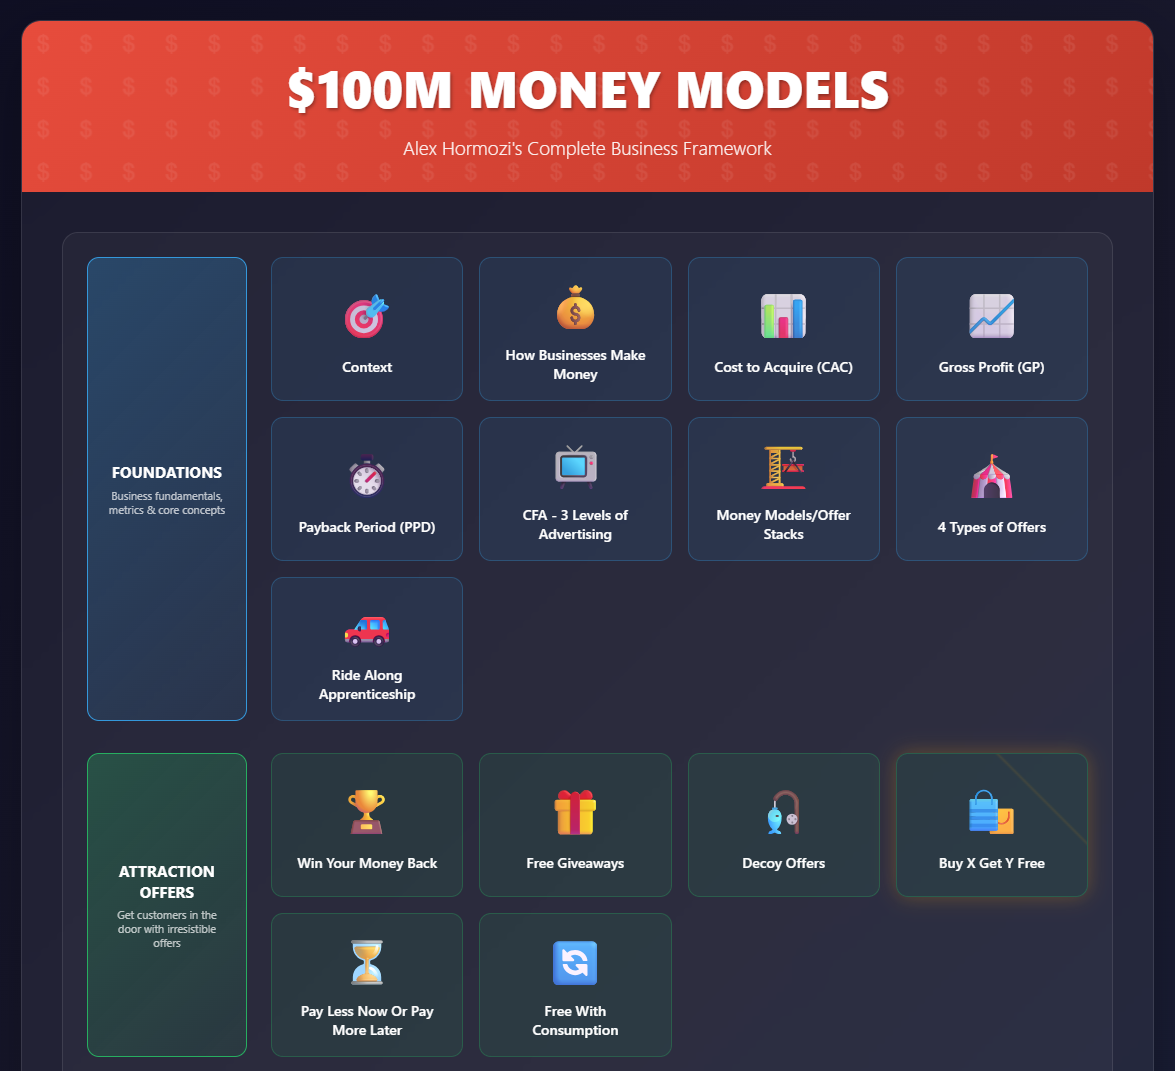 $100M MONEY MODELS
Alex Hormozi's Complete Business Framework
FOUNDATIONS
Business fundamentals,
metrics & core concepts
Context
How Businesses Make
Money
Cost to Acquire (CAC)
Gross Profit (GP)
Payback Period (PPD)
CFA - 3 Levels of
Advertising
Money Models/Offer
Stacks
4 Types of Offers
Ride Along
Apprenticeship
ATTRACTION
OFFERS
Get customers in the
door with irresistible
offers
Win Your Money Back
Free Giveaways
Decoy Offers
Buy X Get Y Free
Pay Less Now Or Pay
More Later
Free With
Consumption